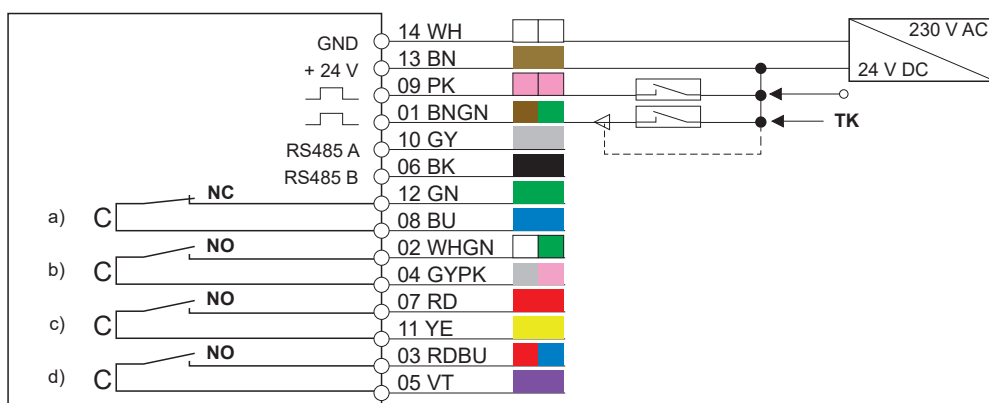 GND 14 WH 230 V AC
+ 24 V 13 BN 24 V DC
09 PK
01 BNGN TK
RS485 A 10 GY
RS485 B 06 BK
NC 12 GN
a) C 08 BU
NO 02 WHGN
b) C 04 GYPK
NO 07 RD
c) C 11 YE
NO 03 RDBU
d) C 05 VT